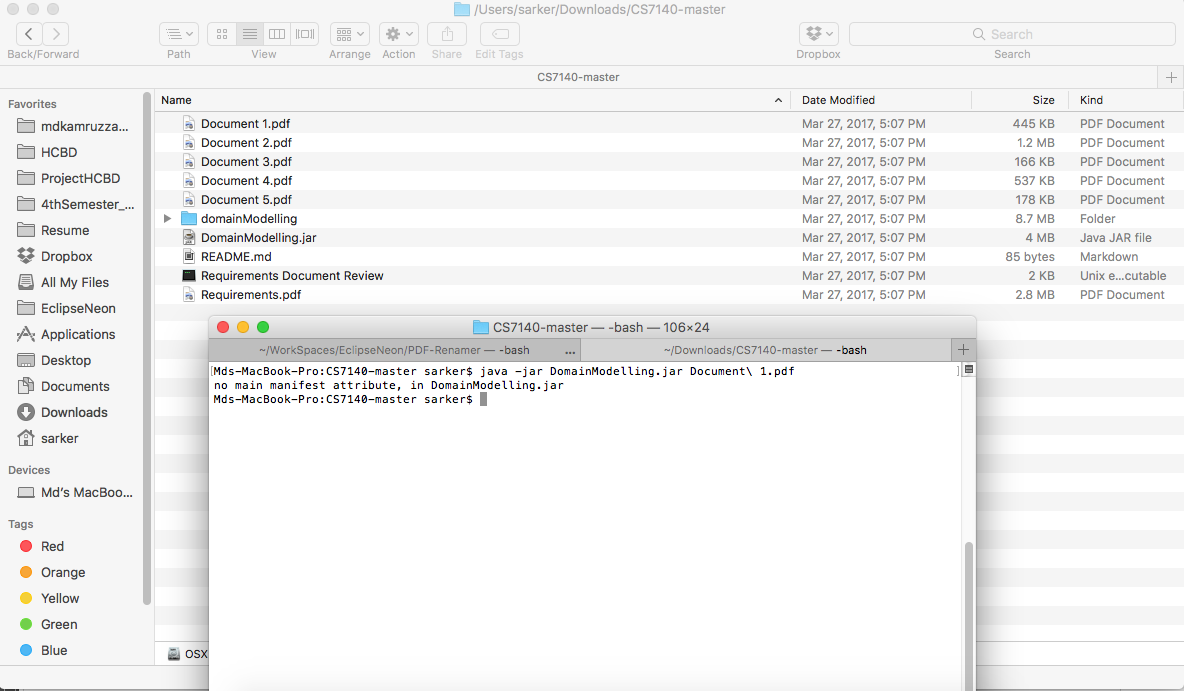 /Users/sarker/Downloads/CS7140-master
Back/Forward Path View Arrange Action Share Edit Tags Dropbox Search
Search
CS7140-master
Favorites
mdkamruzza...
HCBD
ProjectHCBD
4thSemester_...
Resume
Dropbox
All My Files
EclipseNeon
Applications
Desktop
Documents
Downloads
sarker
Devices
Md's MacBoo...
Tags
Red
Orange
Yellow
Green
Blue
Name Date Modified Size Kind
Document 1.pdf Mar 27, 2017, 5:07 PM 445 KB PDF Document
Document 2.pdf Mar 27, 2017, 5:07 PM 1.2 MB PDF Document
Document 3.pdf Mar 27, 2017, 5:07 PM 166 KB PDF Document
Document 4.pdf Mar 27, 2017, 5:07 PM 537 KB PDF Document
Document 5.pdf Mar 27, 2017, 5:07 PM 178 KB PDF Document
domainModelling Mar 27, 2017, 5:07 PM 8.7 MB Folder
DomainModelling.jar Mar 27, 2017, 5:07 PM 4 MB Java JAR file
README.md Mar 27, 2017, 5:07 PM 85 bytes Markdown
Requirements Document Review Mar 27, 2017, 5:07 PM 2 KB Unix e...cutable
Requirements.pdf Mar 27, 2017, 5:07 PM 2.8 MB PDF Document
OSX
CS7140-master — -bash — 106×24
~/WorkSpaces/EclipseNeon/PDF-Renamer — -bash ... ~/Downloads/CS7140-master — -bash
[Mds-MacBook-Pro:CS7140-master sarker$ java -jar DomainModelling.jar Document\ 1.pdf ]
no main manifest attribute, in DomainModelling.jar
Mds-MacBook-Pro:CS7140-master sarker$